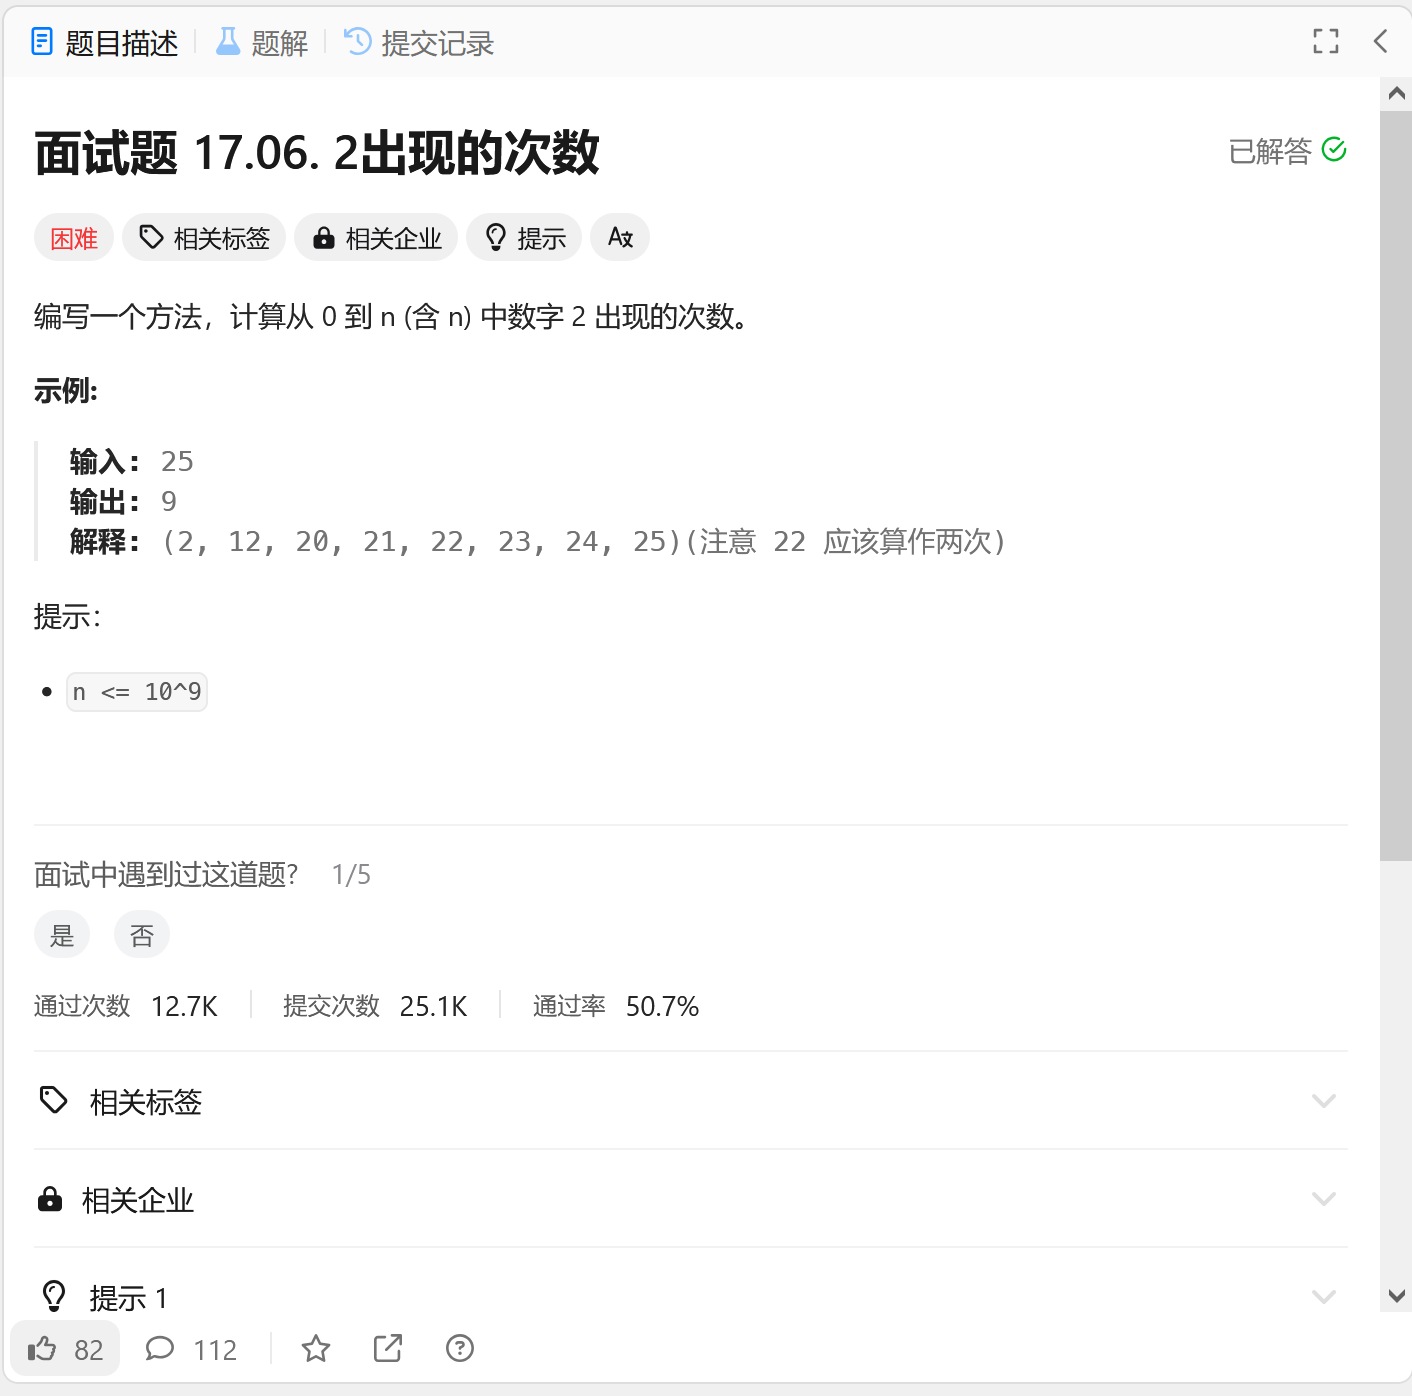 题目描述 题解 提交记录
面试题 17.06. 2出现的次数
已解答
困难 相关标签 相关企业 提示
编写一个方法，计算从 0 到 n (含 n) 中数字 2 出现的次数。
示例:
输入: 25
输出: 9
解释: (2, 12, 20, 21, 22, 23, 24, 25)(注意 22 应该算作两次)
提示：
n <= 10^9
面试中遇到过这道题? 1/5
是 否
通过次数 12.7K 提交次数 25.1K 通过率 50.7%
相关标签
相关企业
提示 1
82 112